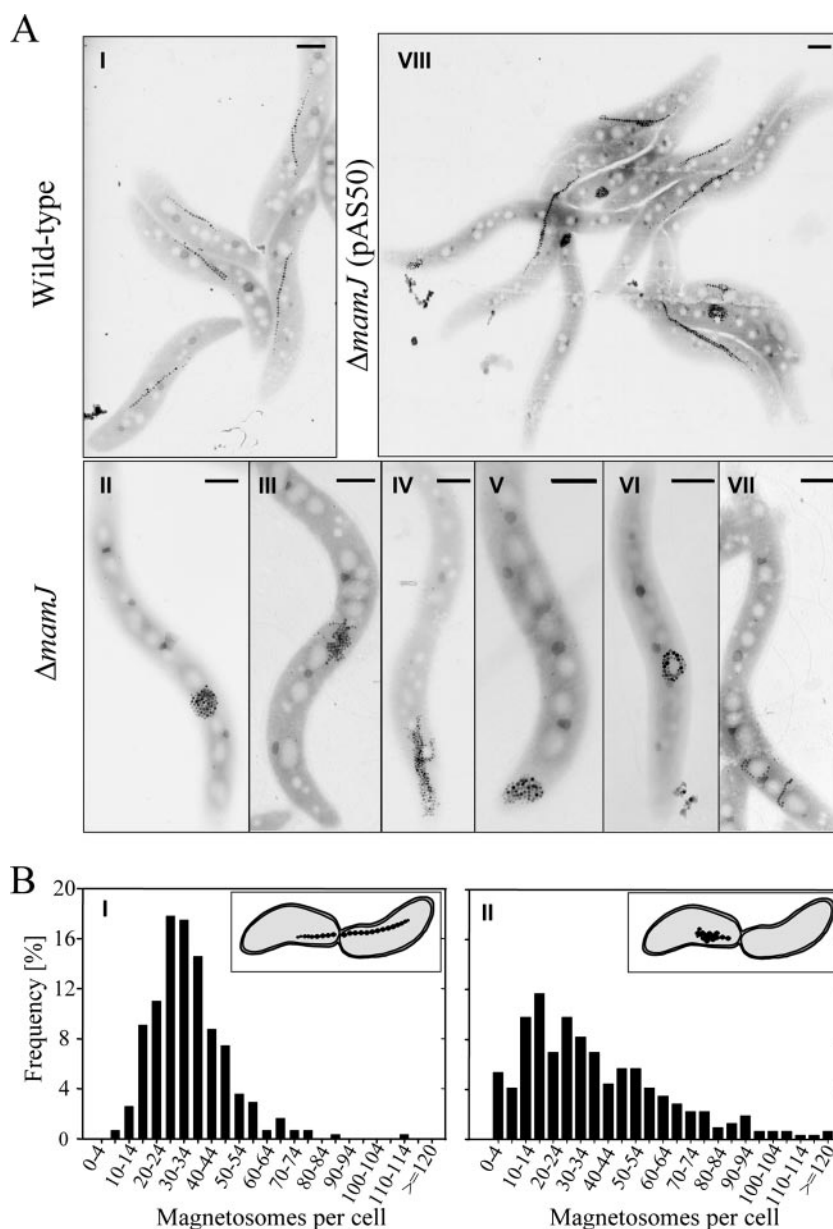 A
I
VIII
Wild-type
ΔmamJ (pAS50)
II
III
IV
V
VI
VII
ΔmamJ
B
20
16
12
8
4
0
Frequency [%]
I
II
0-4
10-14
20-24
30-34
40-44
50-54
60-64
70-74
80-84
90-94
100-104
110-114
>=120
0-4
10-14
20-24
30-34
40-44
50-54
60-64
70-74
80-84
90-94
100-104
110-114
>=120
Magnetosomes per cell
Magnetosomes per cell